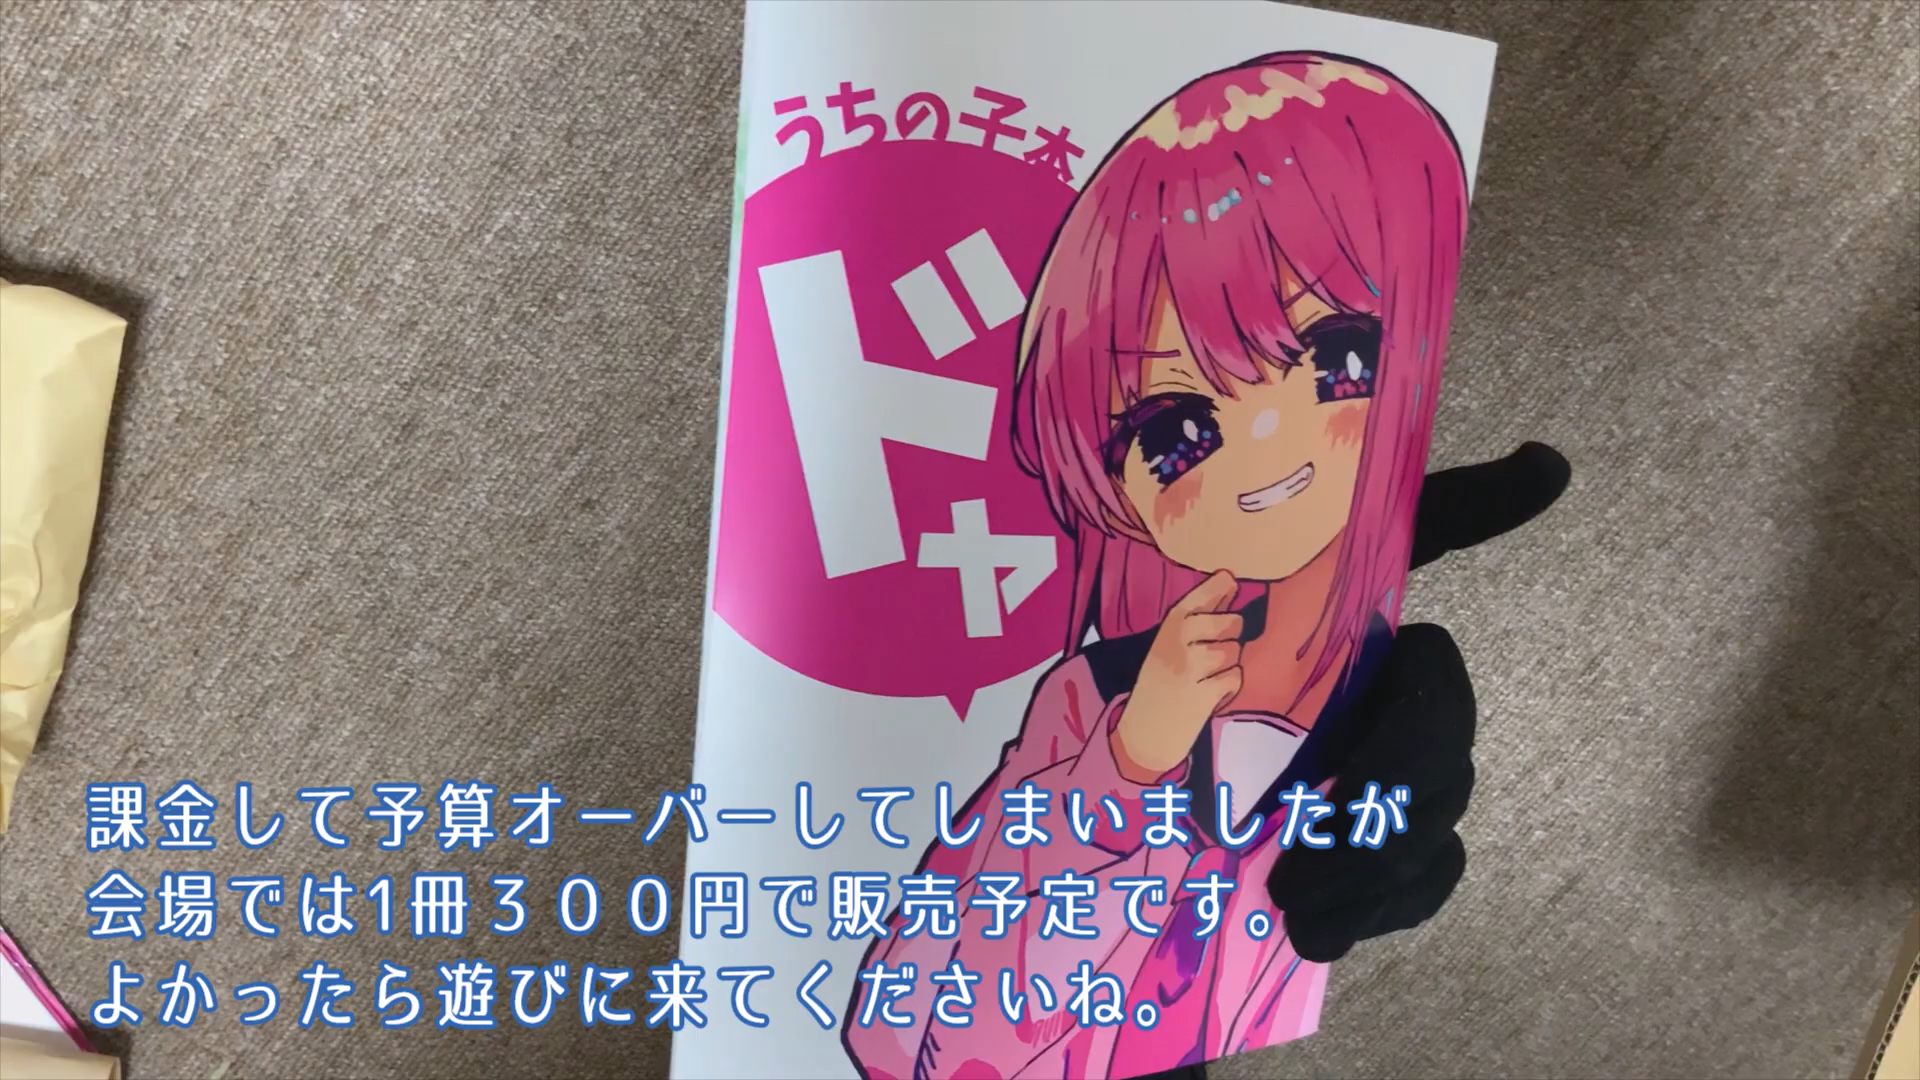 うちの子本
ドャ
課金して予算オーバーしてしまいましたが
会場では1冊３００円で販売予定です。
よかったら遊びに来てくださいね。